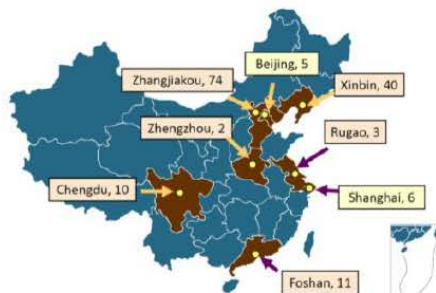 Beijing, 5
Zhangjiakou, 74
Xinbin, 40
Zhengzhou, 2
Rugao, 3
Chengdu, 10
Shanghai, 6
Foshan, 11